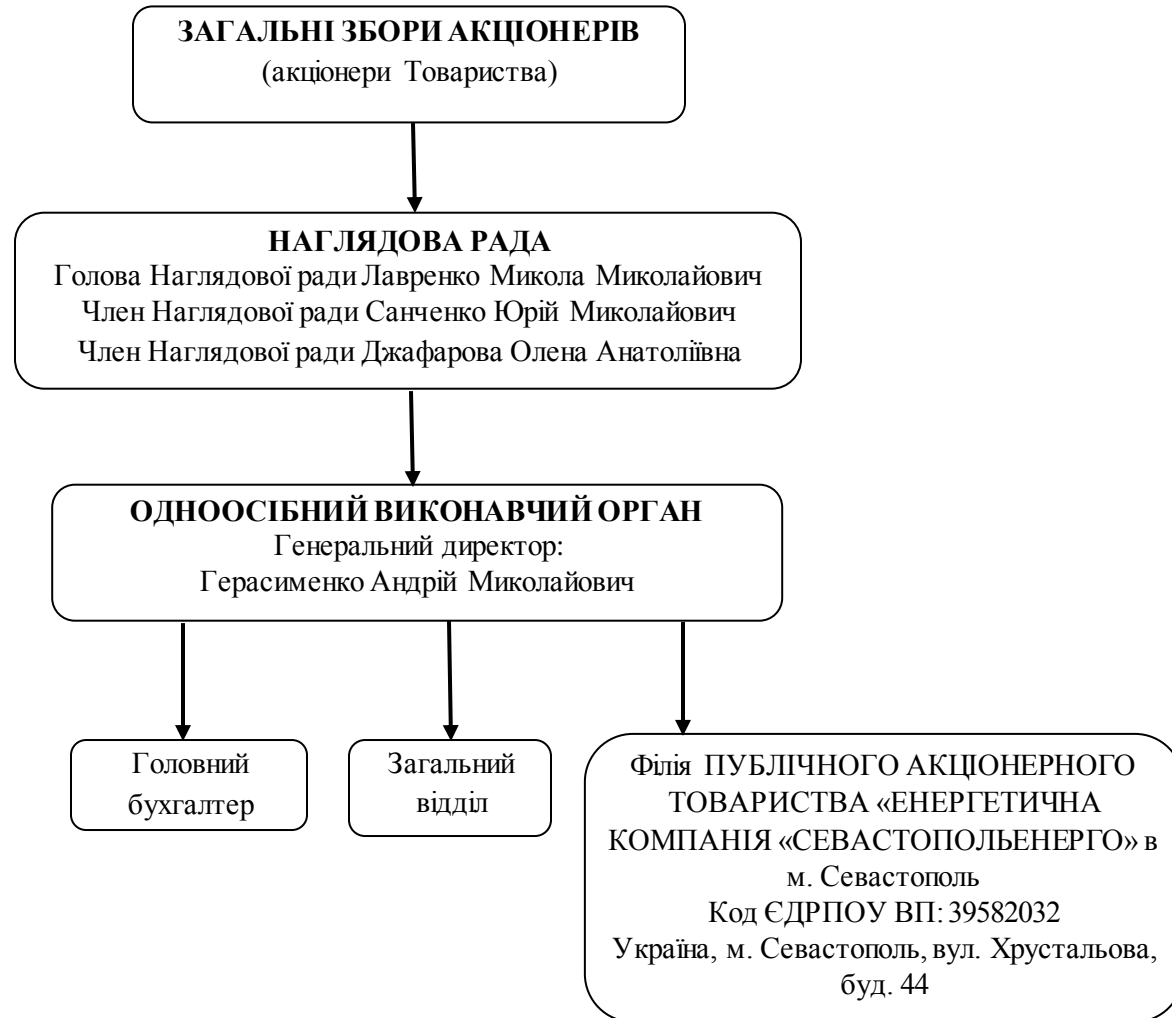 ЗАГАЛЬНІ ЗБОРИ АКЦІОНЕРІВ
(акціонери Товариства)
НАГЛЯДОВА РАДА
Голова Наглядової ради Лавренко Микола Миколайович
Член Наглядової ради Санченко Юрій Миколайович
Член Наглядової ради Джафарова Олена Анатоліївна
ОДНООСІБНИЙ ВИКОНАВЧИЙ ОРГАН
Генеральний директор:
Герасименко Андрій Миколайович
Головний
бухгалтер
Загальний
відділ
Філія ПУБЛІЧНОГО АКЦІОНЕРНОГО
ТОВАРИСТВА «ЕНЕРГЕТИЧНА
КОМПАНІЯ «СЕВАСТОПОЛЬЕНЕРГО» в
м. Севастополь
Код ЄДРПОУ ВП: 39582032
Україна, м. Севастополь, вул. Хрустальова,
буд. 44